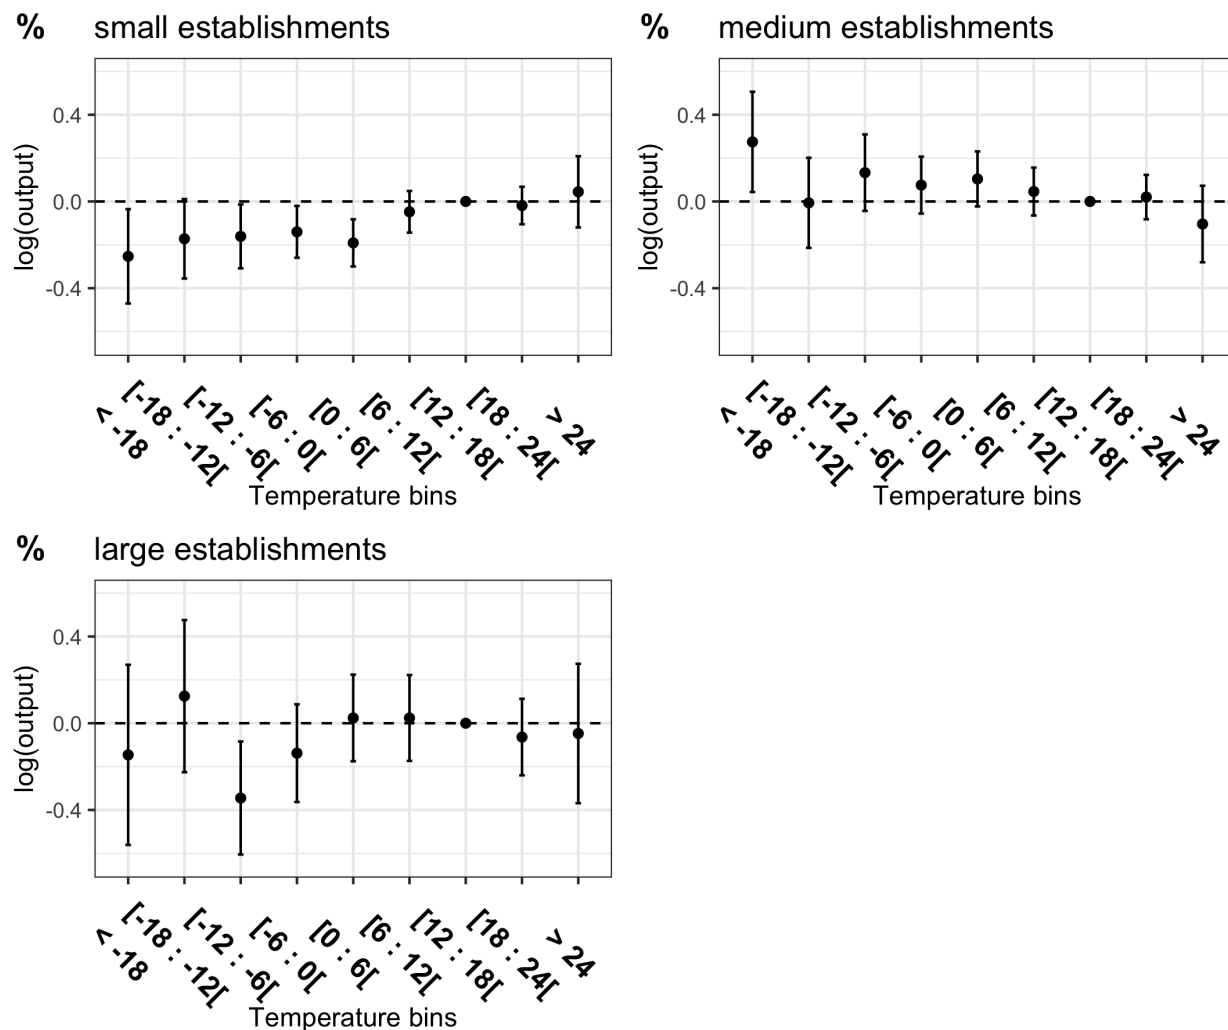 % small establishments
0.4
0.0
-0.4
log(output)
< -18
[-18 : -12[
[-12 : -6[
[-6 : 0[
[0 : 6[
[6 : 12[
[12 : 18[
[18 : 24[
> 24
Temperature bins
% medium establishments
0.4
0.0
-0.4
log(output)
< -18
[-18 : -12[
[-12 : -6[
[-6 : 0[
[0 : 6[
[6 : 12[
[12 : 18[
[18 : 24[
> 24
Temperature bins
% large establishments
0.4
0.0
-0.4
log(output)
< -18
[-18 : -12[
[-12 : -6[
[-6 : 0[
[0 : 6[
[6 : 12[
[12 : 18[
[18 : 24[
> 24
Temperature bins